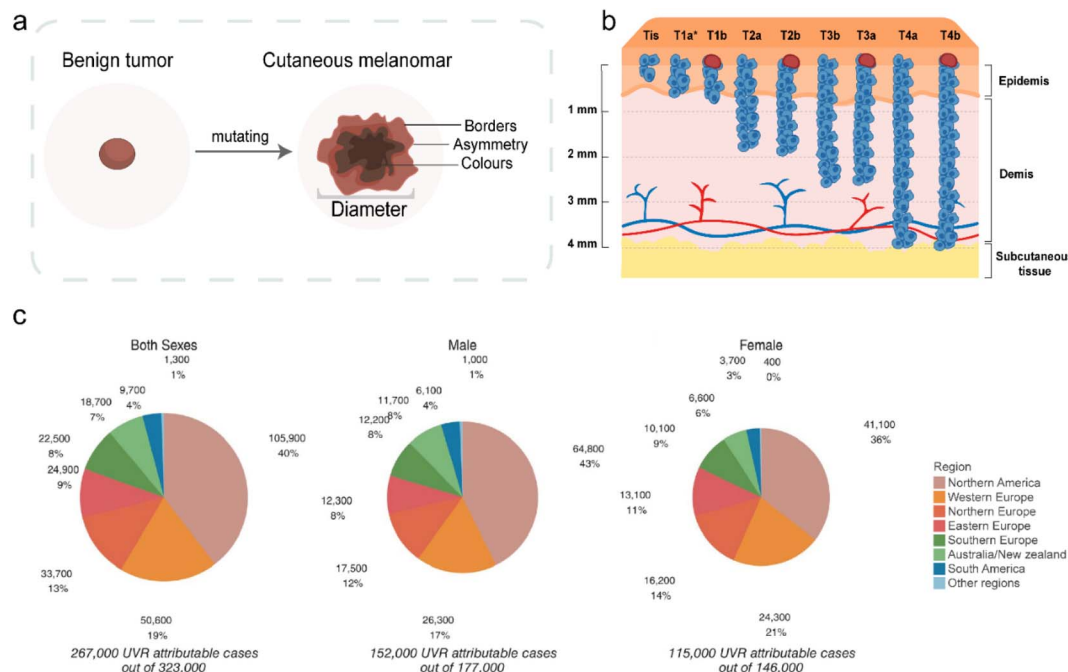 a
Benign tumor
Cutaneous melanomar
mutating
Borders
Asymmetry
Colours
Diameter
b
Tis
T1a*
T1b
T2a
T2b
T3b
T3a
T4a
T4b
1 mm
2 mm
3 mm
4 mm
Epidemis
Demis
Subcutaneous
tissue
c
Both Sexes
1,300
1%
9,700
4%
18,700
7%
22,500
8%
24,900
9%
33,700
13%
50,600
19%
105,900
40%
267,000 UVR attributable cases
out of 323,000
Male
1,000
1%
6,100
4%
11,700
8%
12,200
8%
12,300
8%
17,500
12%
26,300
17%
64,800
43%
152,000 UVR attributable cases
out of 177,000
Female
400
0%
3,700
3%
6,600
6%
10,100
9%
13,100
11%
16,200
14%
24,300
21%
41,100
36%
115,000 UVR attributable cases
out of 146,000
Region
Northern America
Western Europe
Northern Europe
Eastern Europe
Southern Europe
Australia/New zealand
South America
Other regions